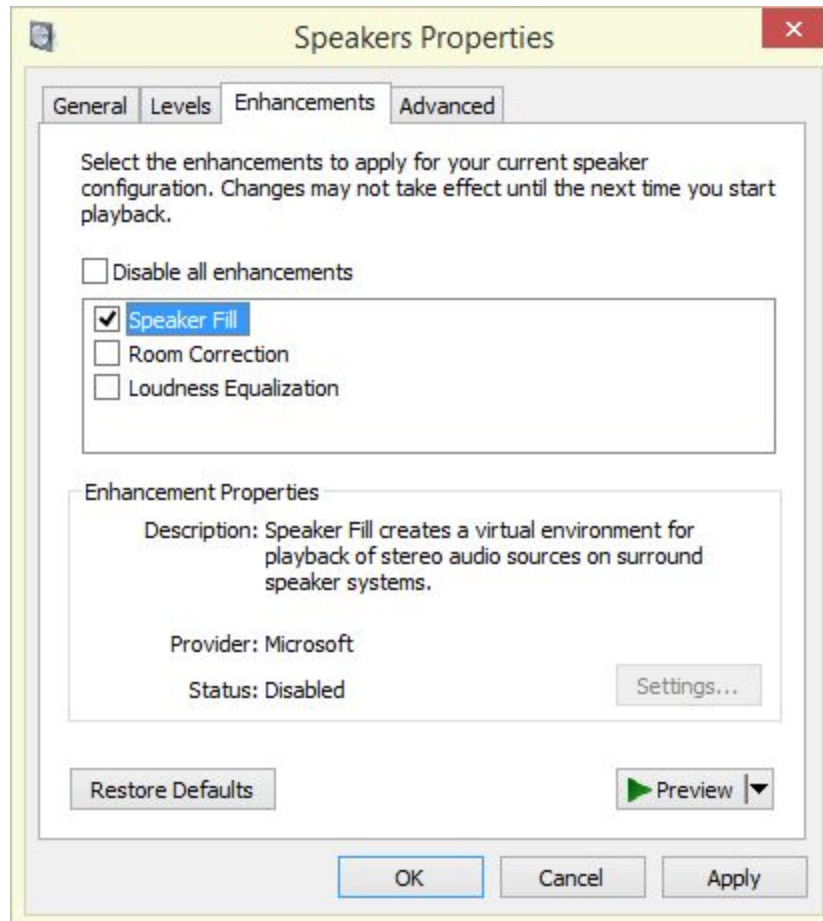 Speakers Properties
General Levels Enhancements Advanced
Select the enhancements to apply for your current speaker
configuration. Changes may not take effect until the next time you start
playback.
Disable all enhancements
Speaker Fill
Room Correction
Loudness Equalization
Enhancement Properties
Description: Speaker Fill creates a virtual environment for
playback of stereo audio sources on surround
speaker systems.
Provider: Microsoft
Status: Disabled
Settings...
Restore Defaults
Preview
OK Cancel Apply